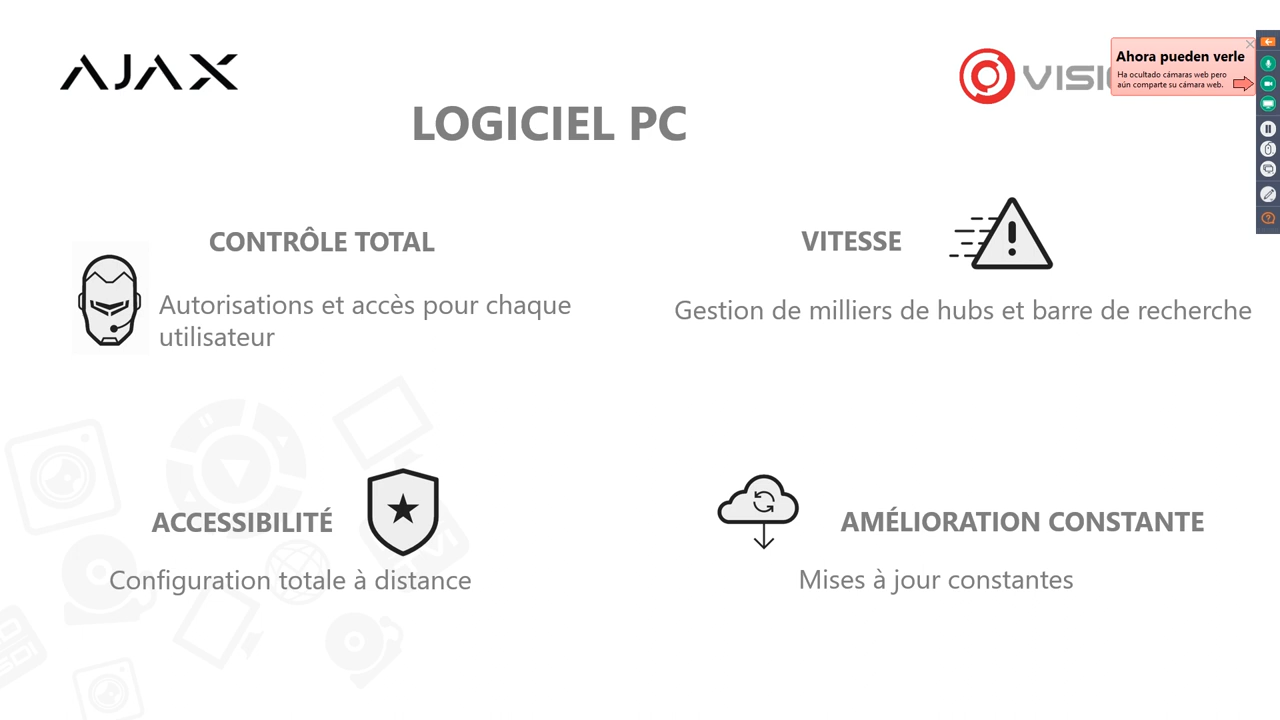 AJAX
Ahora pueden verle
Ha ocultado cámaras web pero
aún comparte su cámara web.
LOGICIEL PC
CONTRÔLE TOTAL
Autorisations et accès pour chaque
utilisateur
VITESSE
Gestion de milliers de hubs et barre de recherche
ACCESSIBILITÉ
Configuration totale à distance
AMÉLIORATION CONSTANTE
Mises à jour constantes